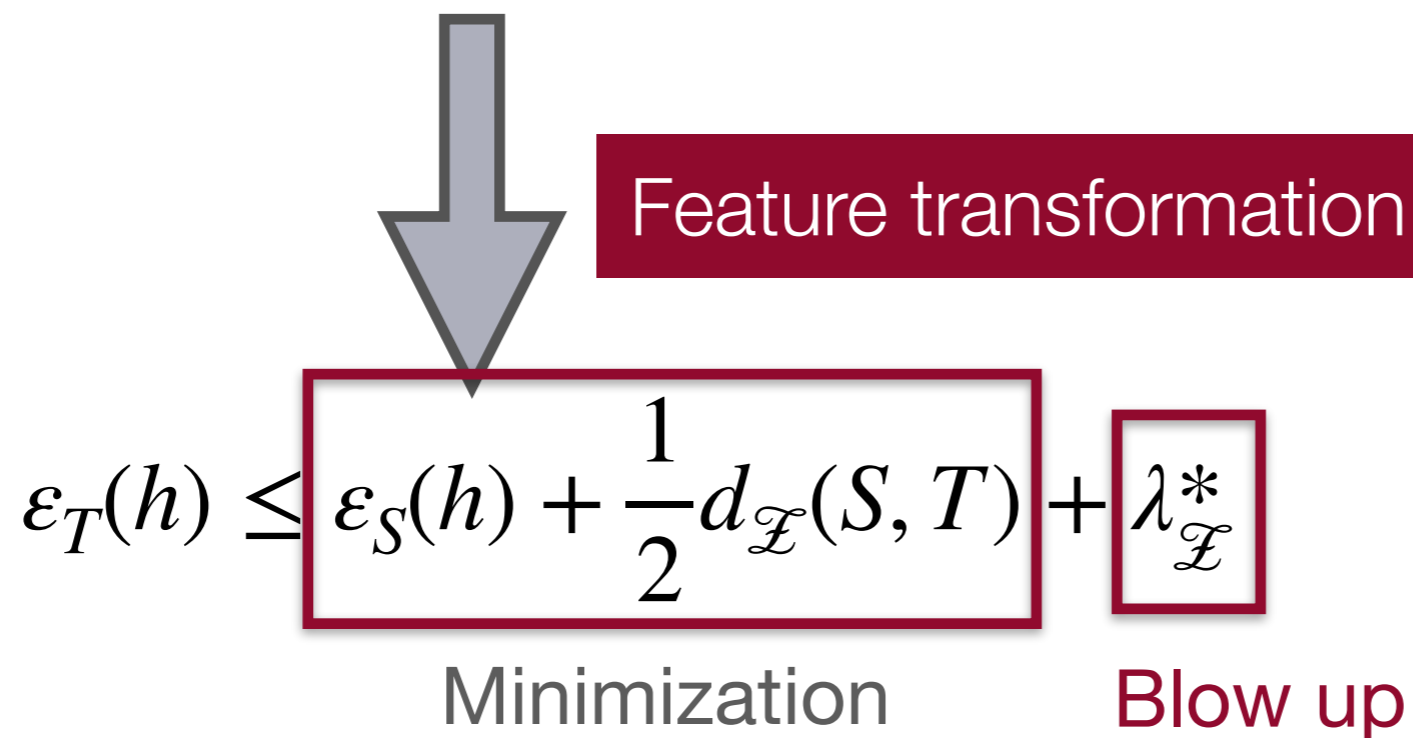 Feature transformation
ε_T(h) ≤ ε_S(h) + 1/2 d_𝒵(S, T) + λ*_𝒵
Minimization Blow up